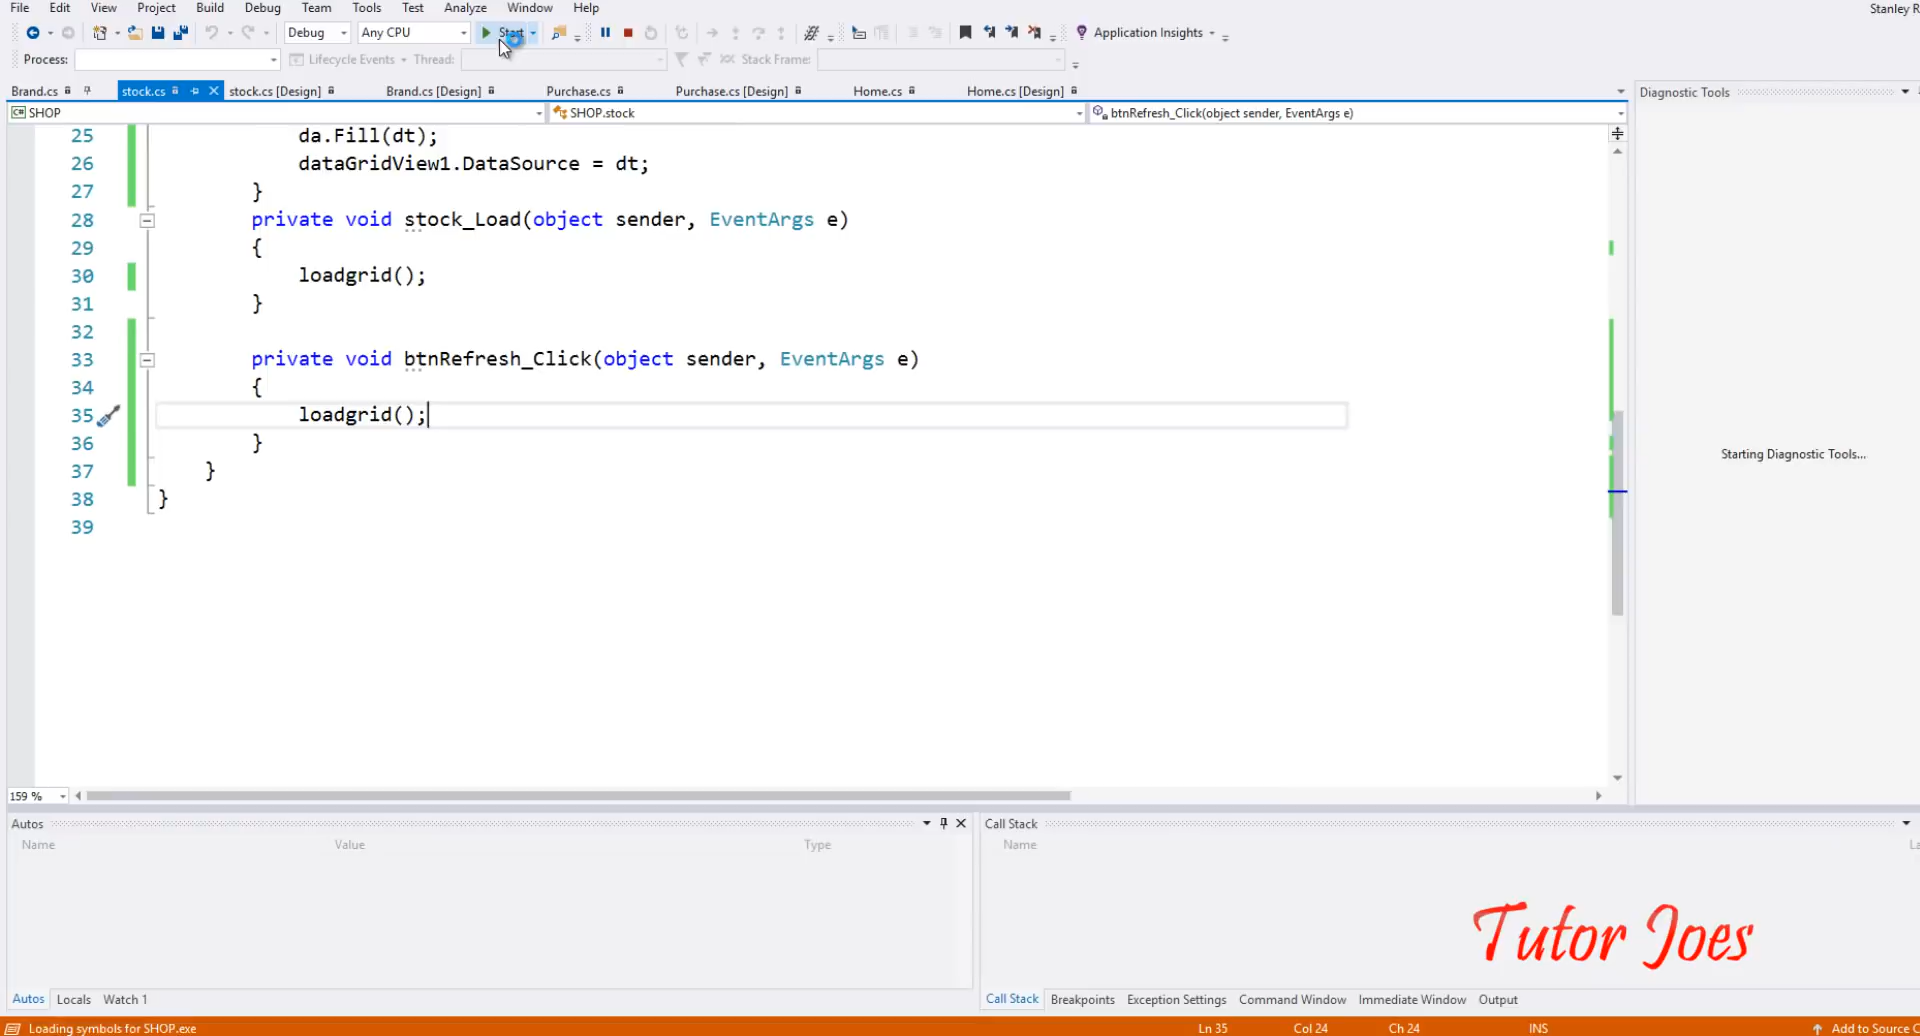 File Edit View Project Build Debug Team Tools Test Analyze Window Help Stanley R
Debug Any CPU Start Application Insights
Process: Lifecycle Events Thread: Stack Frame:
Brand.cs stock.cs stock.cs [Design] Brand.cs [Design] Purchase.cs Purchase.cs [Design] Home.cs Home.cs [Design] Diagnostic Tools
SHOP SHOP.stock btnRefresh_Click(object sender, EventArgs e)
25 da.Fill(dt);
26 dataGridView1.DataSource = dt;
27 }
28 private void stock_Load(object sender, EventArgs e)
29 {
30 loadgrid();
31 }
32
33 private void btnRefresh_Click(object sender, EventArgs e)
34 {
35 loadgrid();
36 }
37 }
38 }
39
Starting Diagnostic Tools...
159 %
Autos Call Stack
Name Value Type Name La
Tutor Joes
Autos Locals Watch 1 Call Stack Breakpoints Exception Settings Command Window Immediate Window Output
Loading symbols for SHOP.exe Ln 35 Col 24 Ch 24 INS Add to Source C